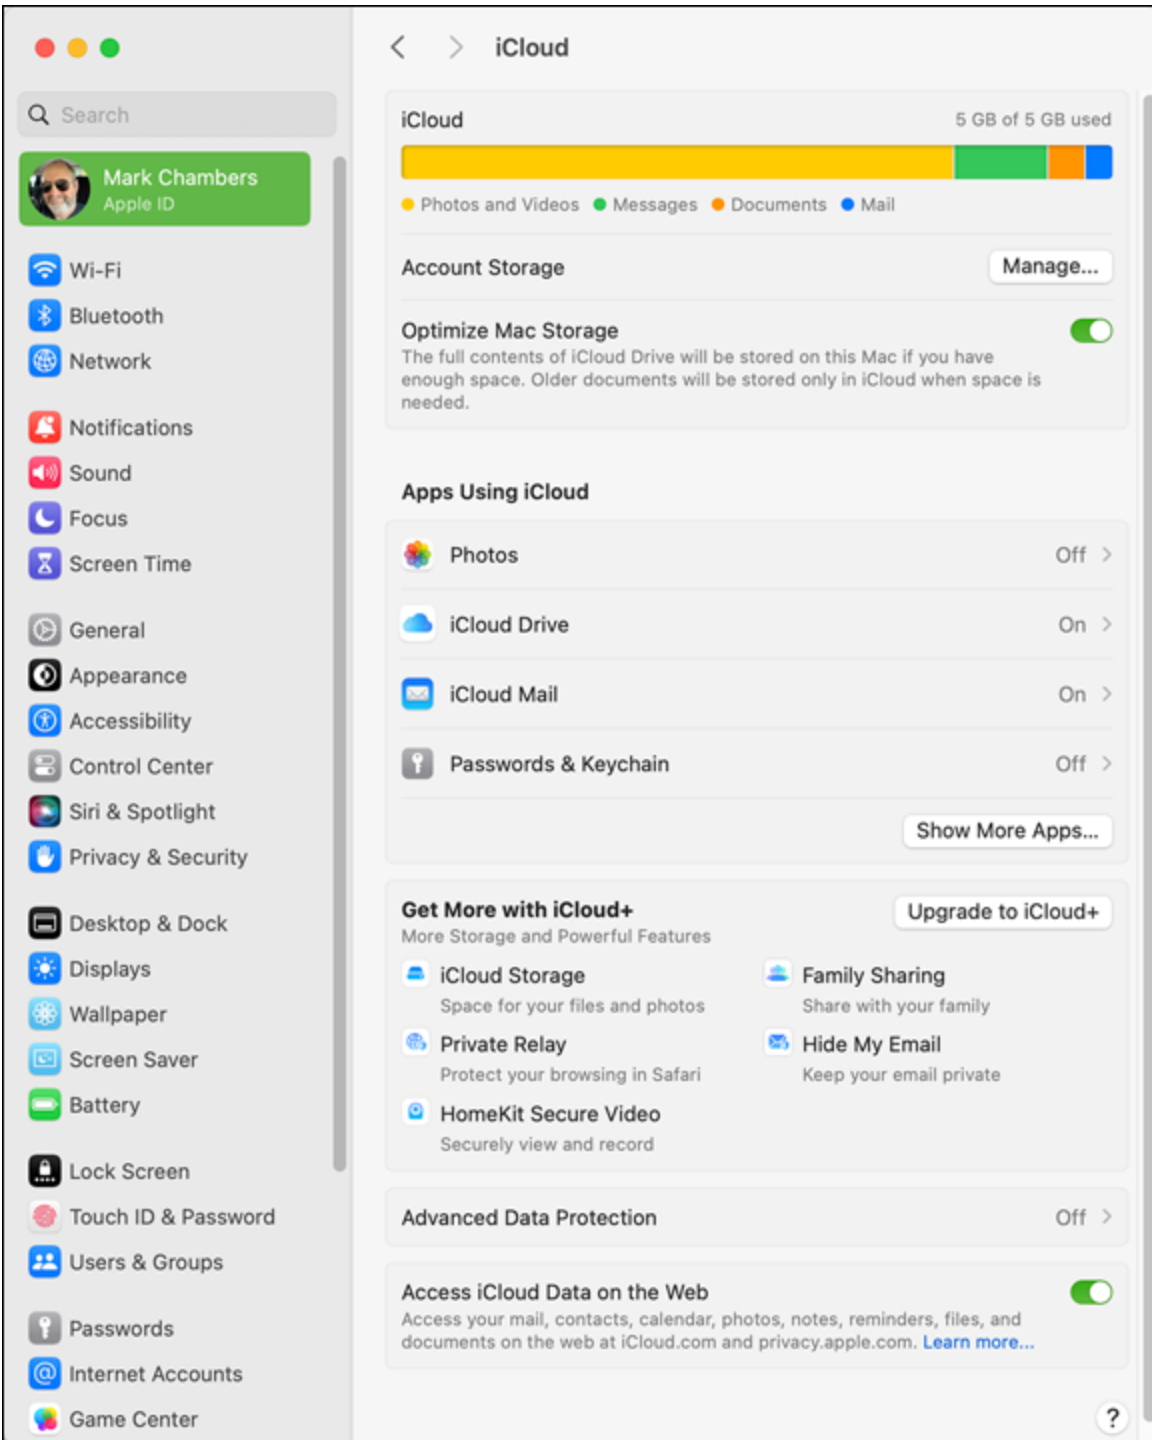 Search
Mark Chambers
Apple ID
Wi-Fi
Bluetooth
Network
Notifications
Sound
Focus
Screen Time
General
Appearance
Accessibility
Control Center
Siri & Spotlight
Privacy & Security
Desktop & Dock
Displays
Wallpaper
Screen Saver
Battery
Lock Screen
Touch ID & Password
Users & Groups
Passwords
Internet Accounts
Game Center
iCloud
iCloud
5 GB of 5 GB used
Photos and Videos Messages Documents Mail
Account Storage
Manage...
Optimize Mac Storage
The full contents of iCloud Drive will be stored on this Mac if you have
enough space. Older documents will be stored only in iCloud when space is
needed.
Apps Using iCloud
Photos Off
iCloud Drive On
iCloud Mail On
Passwords & Keychain Off
Show More Apps...
Get More with iCloud+
Upgrade to iCloud+
More Storage and Powerful Features
iCloud Storage
Space for your files and photos
Family Sharing
Share with your family
Private Relay
Protect your browsing in Safari
Hide My Email
Keep your email private
HomeKit Secure Video
Securely view and record
Advanced Data Protection Off
Access iCloud Data on the Web
Access your mail, contacts, calendar, photos, notes, reminders, files, and
documents on the web at iCloud.com and privacy.apple.com. Learn more...
?